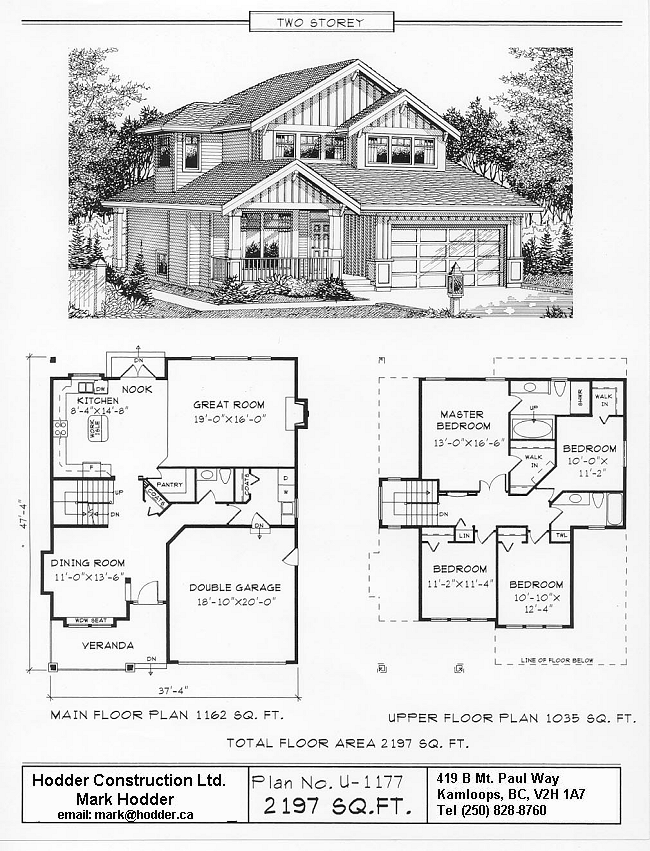 TWO STOREY
4
DN
NOOK
DW
KITCHEN
8'-4"X14'-8"
WORK
ISLE
F
GREAT ROOM
19'-0"X16'-0"
PANTRY
COATS
COATS
D
W
UP
DN
DN
47'-4"
DINING ROOM
11'-0"X13'-6"
DOUBLE GARAGE
18'-10"X20'-0"
WDW SEAT
VERANDA
DN
37'-4"
MAIN FLOOR PLAN 1162 SQ. FT.
MASTER
BEDROOM
13'-0"X16'-6"
UP
SHWR
WALK
IN
WALK
IN
BEDROOM
10'-0"X
11'-2"
DN
LIN
TWL
BEDROOM
11'-2"X11'-4"
BEDROOM
10'-10"X
12'-4"
LINE OF FLOOR BELOW
UPPER FLOOR PLAN 1035 SQ. FT.
TOTAL FLOOR AREA 2197 SQ. FT.
Hodder Construction Ltd.
Mark Hodder
email: mark@hodder.ca
Plan No. U-1177
2197 SQ.FT.
419 B Mt. Paul Way
Kamloops, BC, V2H 1A7
Tel (250) 828-8760